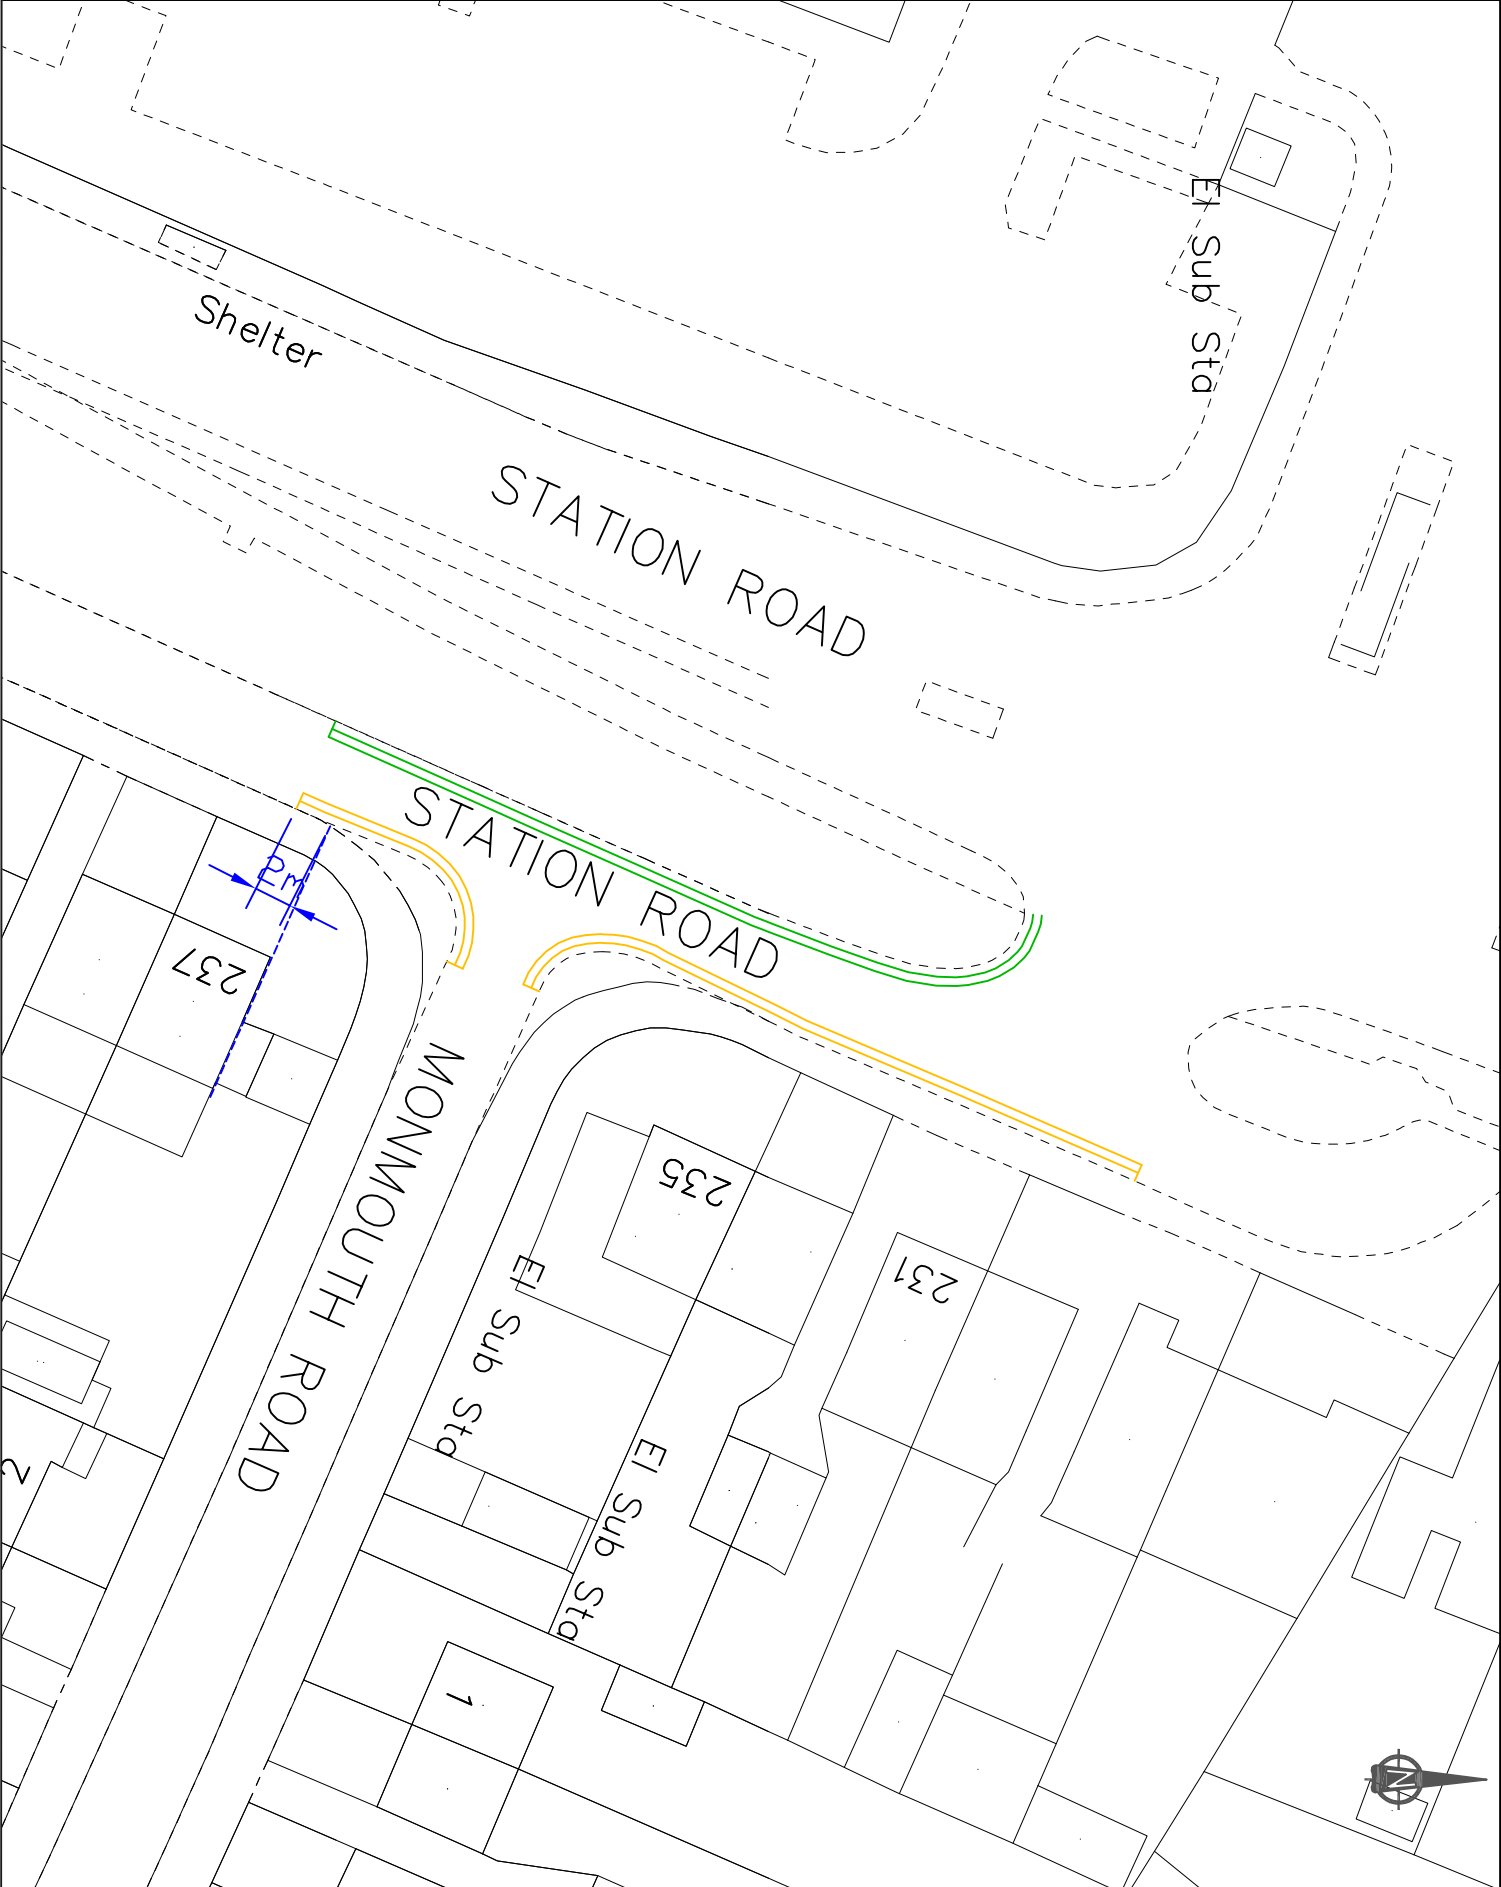 El Sub Sta
Shelter
STATION ROAD
STATION ROAD
2m
237
MONMOUTH ROAD
235
231
El Sub Sta
El Sub Sta
2
1
N